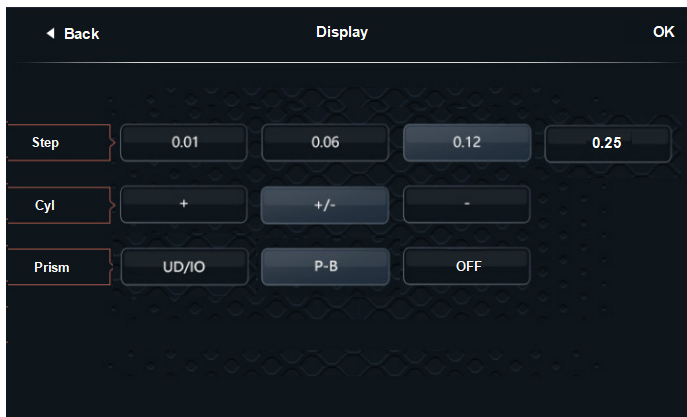 Back Display OK
Step 0.01 0.06 0.12 0.25
Cyl + +/- -
Prism UD/IO P-B OFF